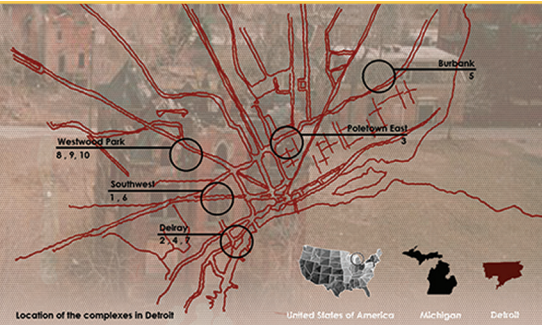 Burbank
5
Poletown East
3
Westwood Park
8 , 9, 10
Southwest
1 , 6
Delray
2, 4, 7
Location of the complexes in Detroit
United States of America
Michigan
Detroit